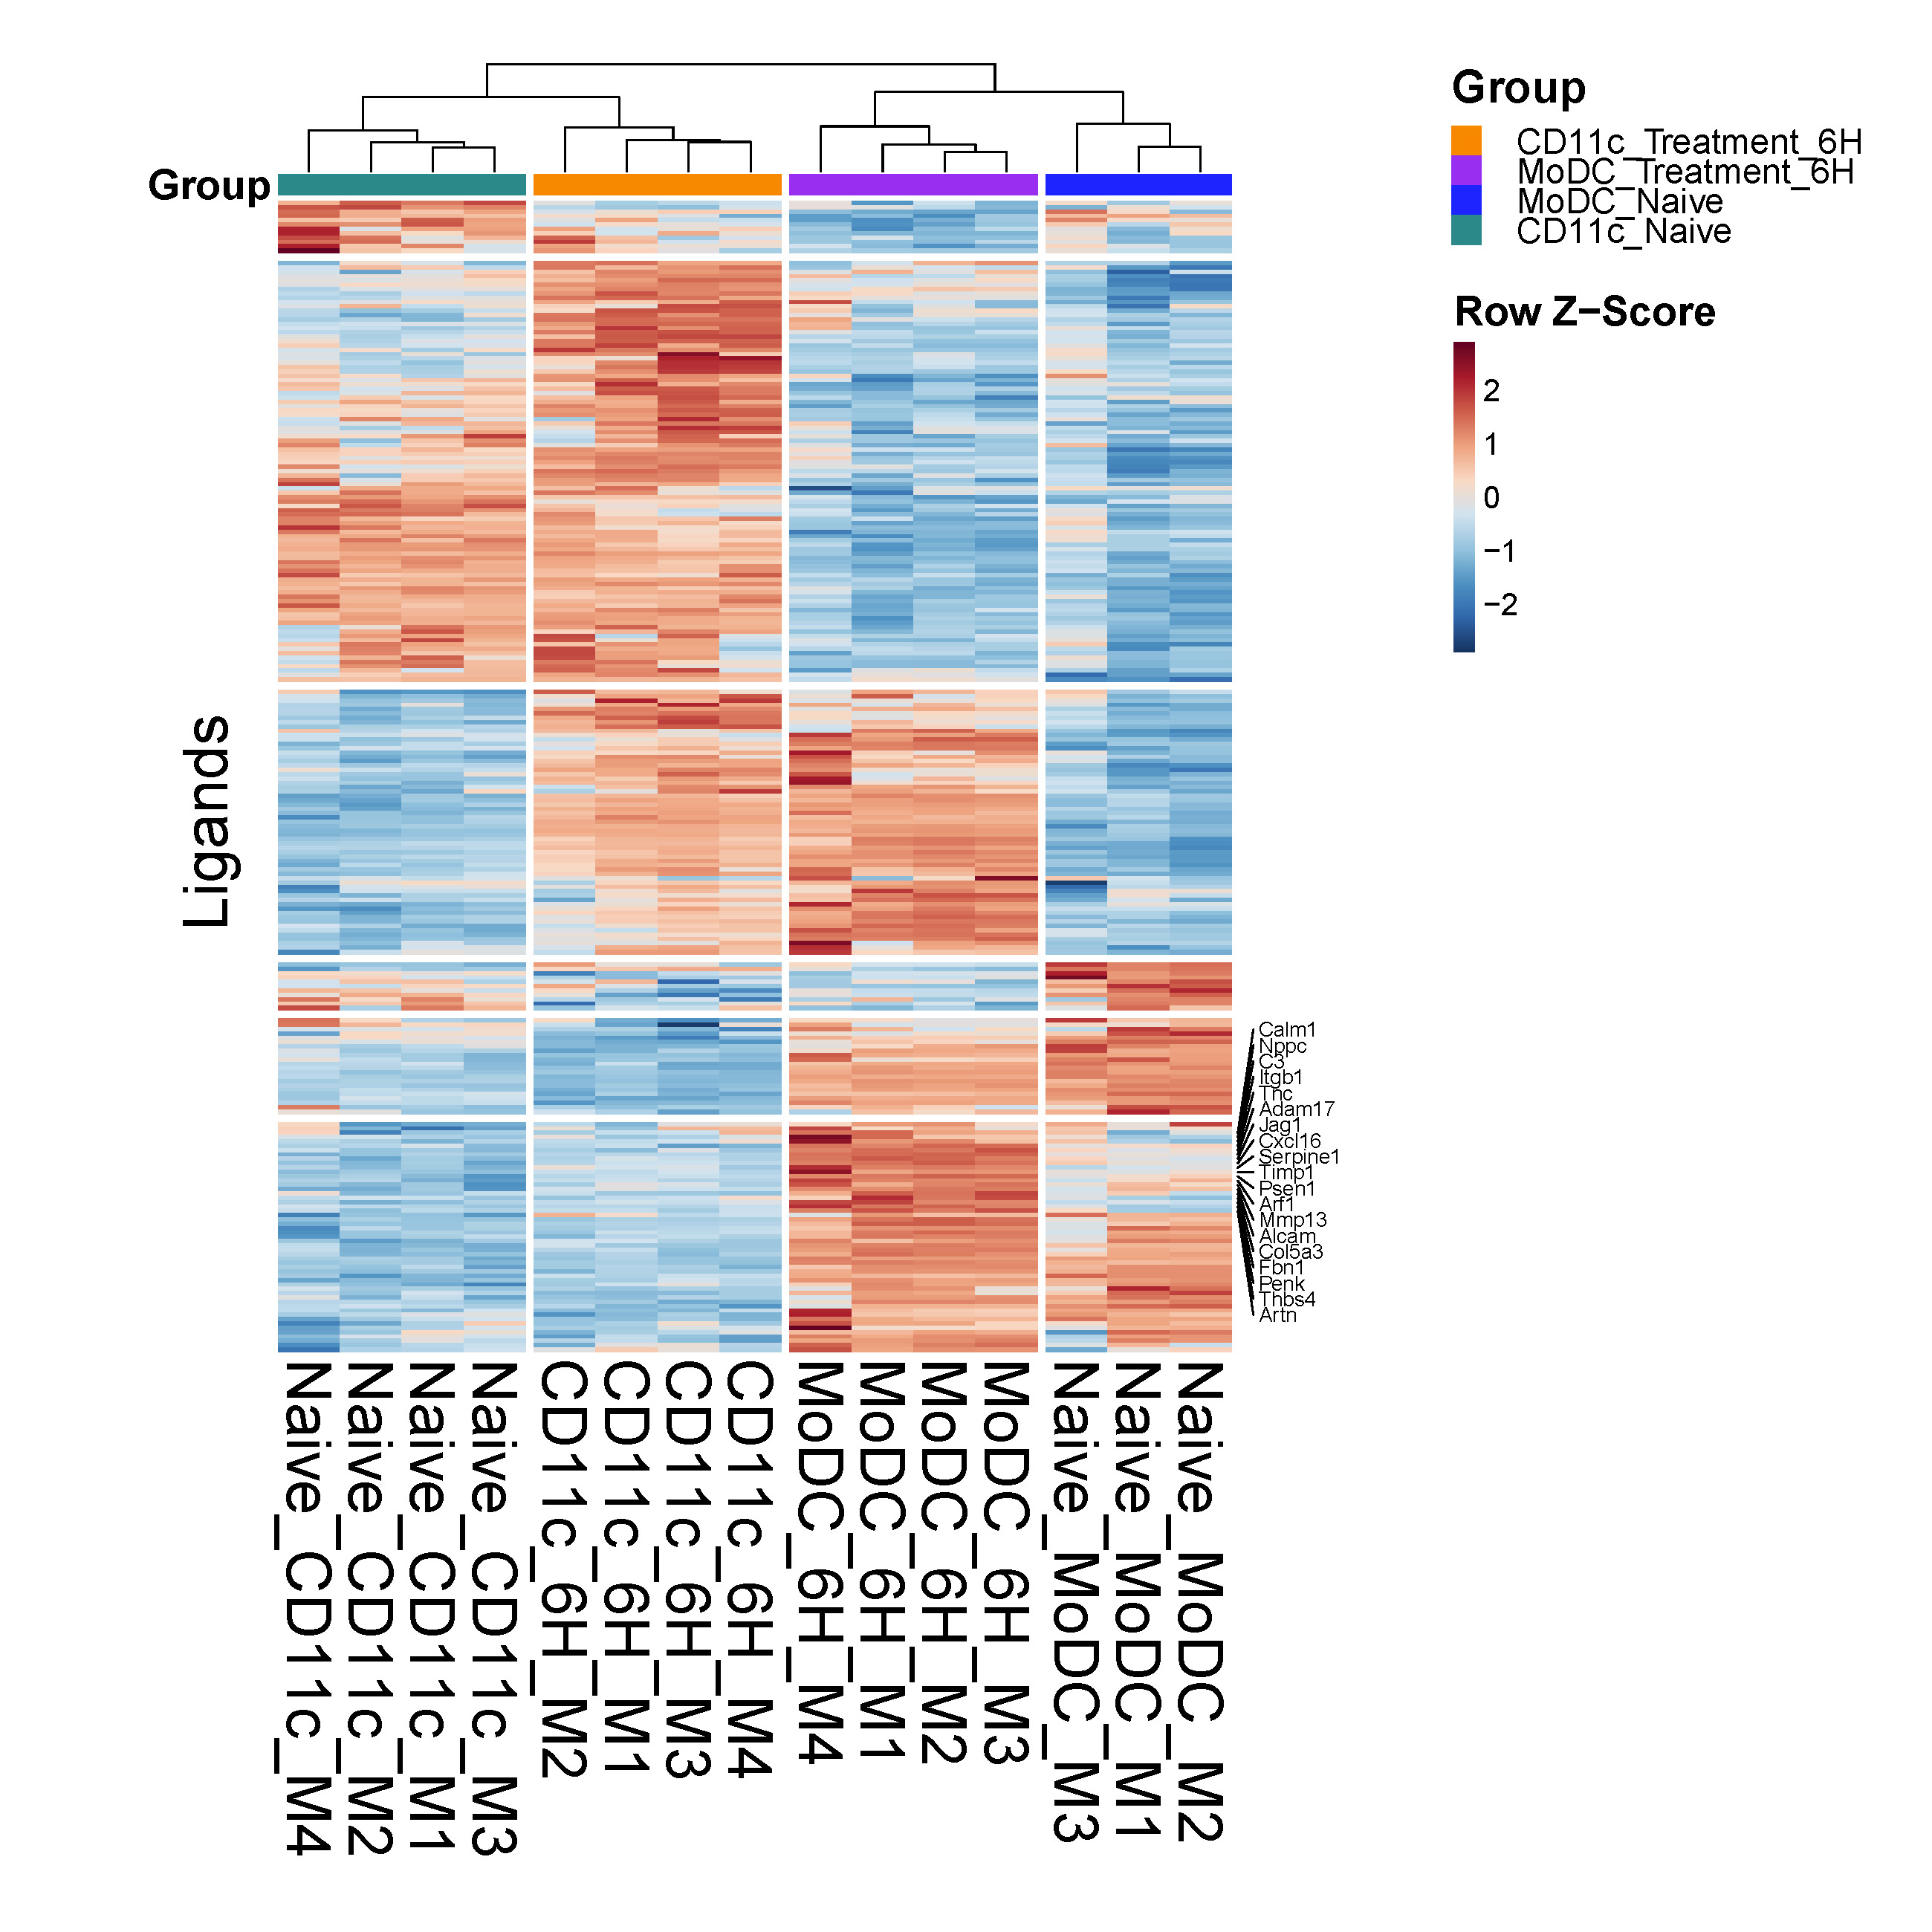 Group
Group
CD11c_Treatment_6H
MoDC_Treatment_6H
MoDC_Naive
CD11c_Naive
Row Z−Score
2
1
0
−1
−2
Ligands
Calm1
Nppc
C3
Itgb1
Tnc
Adam17
Jag1
Cxcl16
Serpine1
Timp1
Psen1
Arf1
Mmp13
Alcam
Col5a3
Fbn1
Penk
Thbs4
Artn
Naive_CD11c_M4
Naive_CD11c_M2
Naive_CD11c_M1
Naive_CD11c_M3
CD11c_6H_M2
CD11c_6H_M1
CD11c_6H_M3
CD11c_6H_M4
MoDC_6H_M4
MoDC_6H_M1
MoDC_6H_M2
MoDC_6H_M3
Naive_MoDC_M3
Naive_MoDC_M1
Naive_MoDC_M2